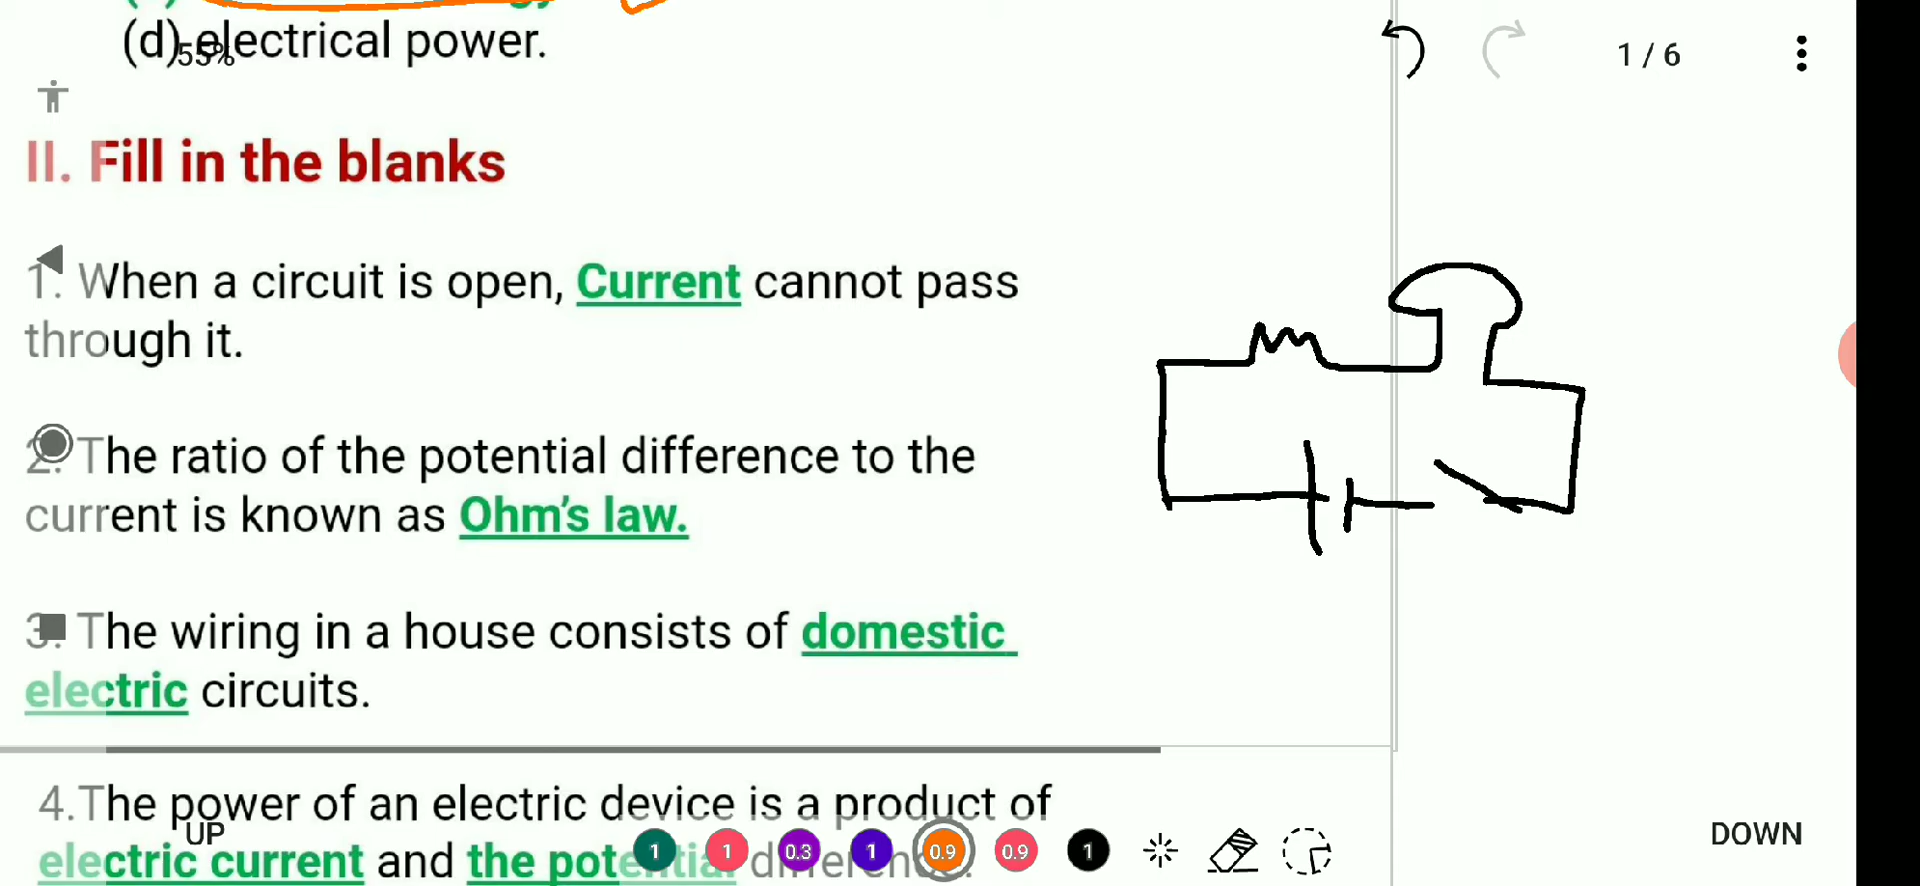 (d) electrical power.
55%
1 / 6
II. Fill in the blanks
1. When a circuit is open, Current cannot pass
through it.
2. The ratio of the potential difference to the
current is known as Ohm’s law.
3. The wiring in a house consists of domestic
electric circuits.
4.The power of an electric device is a product of
electric current and the potential difference.
UP
1 1 0.3 1 0.9 0.9 1
DOWN